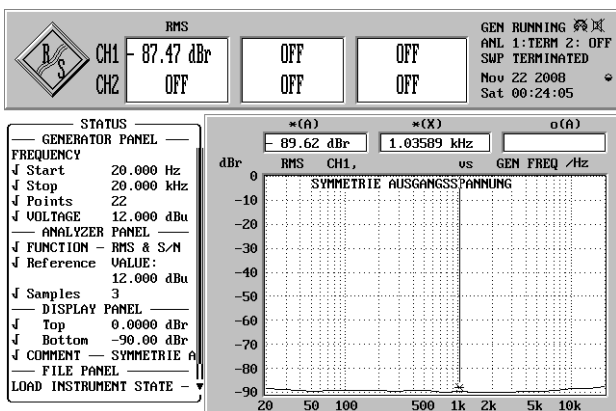 RMS
R S
CH1 - 87.47 dBr OFF OFF
CH2 OFF OFF OFF
GEN RUNNING
ANL 1:TERM 2: OFF
SWP TERMINATED
Nov 22 2008
Sat 00:24:05
STATUS
GENERATOR PANEL
FREQUENCY
Start 20.000 Hz
Stop 20.000 kHz
Points 22
VOLTAGE 12.000 dBu
ANALYZER PANEL
FUNCTION - RMS & S/N
Reference VALUE:
12.000 dBu
Samples 3
DISPLAY PANEL
Top 0.0000 dBr
Bottom -90.00 dBr
COMMENT — SYMMETRIE A
FILE PANEL
LOAD INSTRUMENT STATE -
*(A) *(X) o(A)
- 89.62 dBr 1.03589 kHz
dBr RMS CH1, vs GEN FREQ /Hz
SYMMETRIE AUSGANGSSPANNUNG
0
-10
-20
-30
-40
-50
-60
-70
-80
-90
20 50 100 500 1k 2k 5k 10k